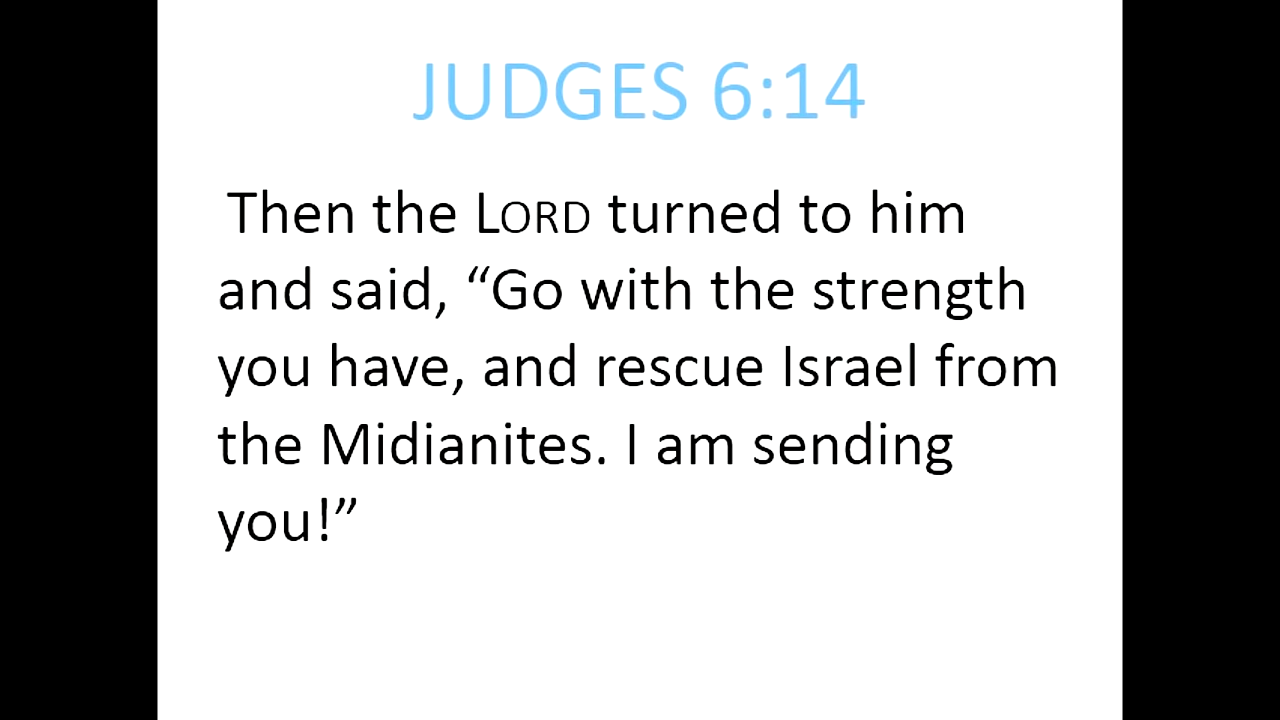 JUDGES 6:14
Then the LORD turned to him
and said, “Go with the strength
you have, and rescue Israel from
the Midianites. I am sending
you!”